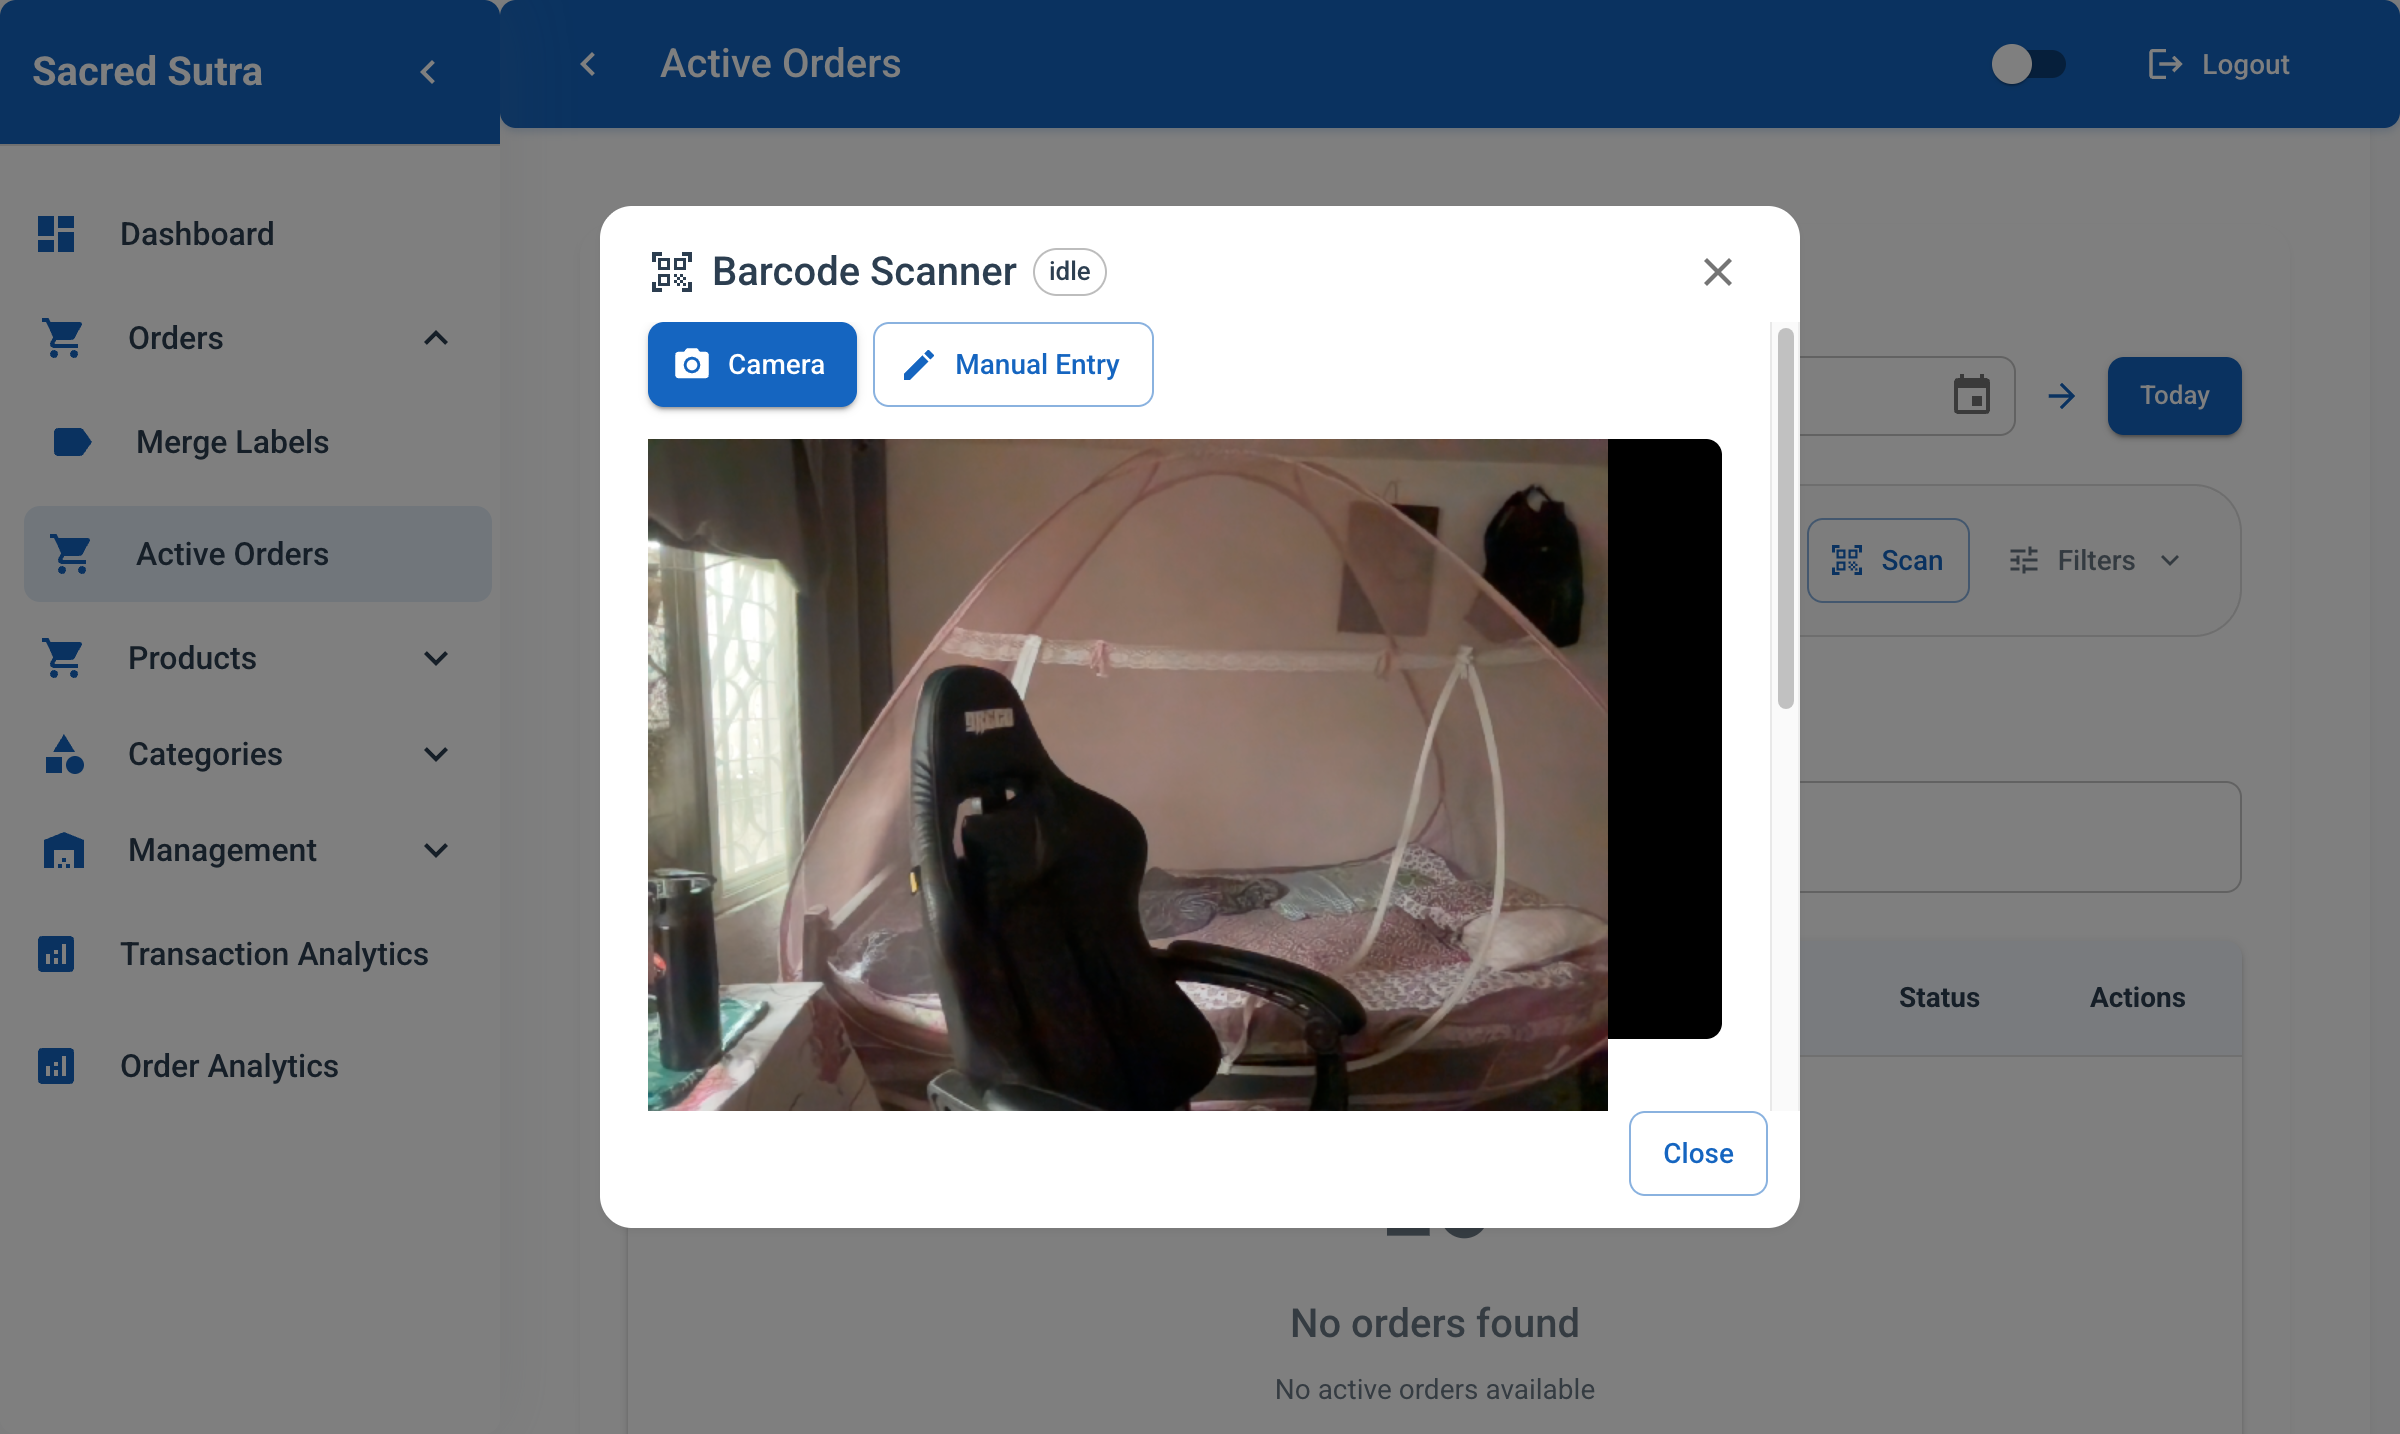 Sacred Sutra
Active Orders
Logout
Dashboard
Orders
Merge Labels
Active Orders
Products
Categories
Management
Transaction Analytics
Order Analytics
Barcode Scanner
idle
Camera
Manual Entry
Today
Scan
Filters
Status
Actions
Close
No orders found
No active orders available